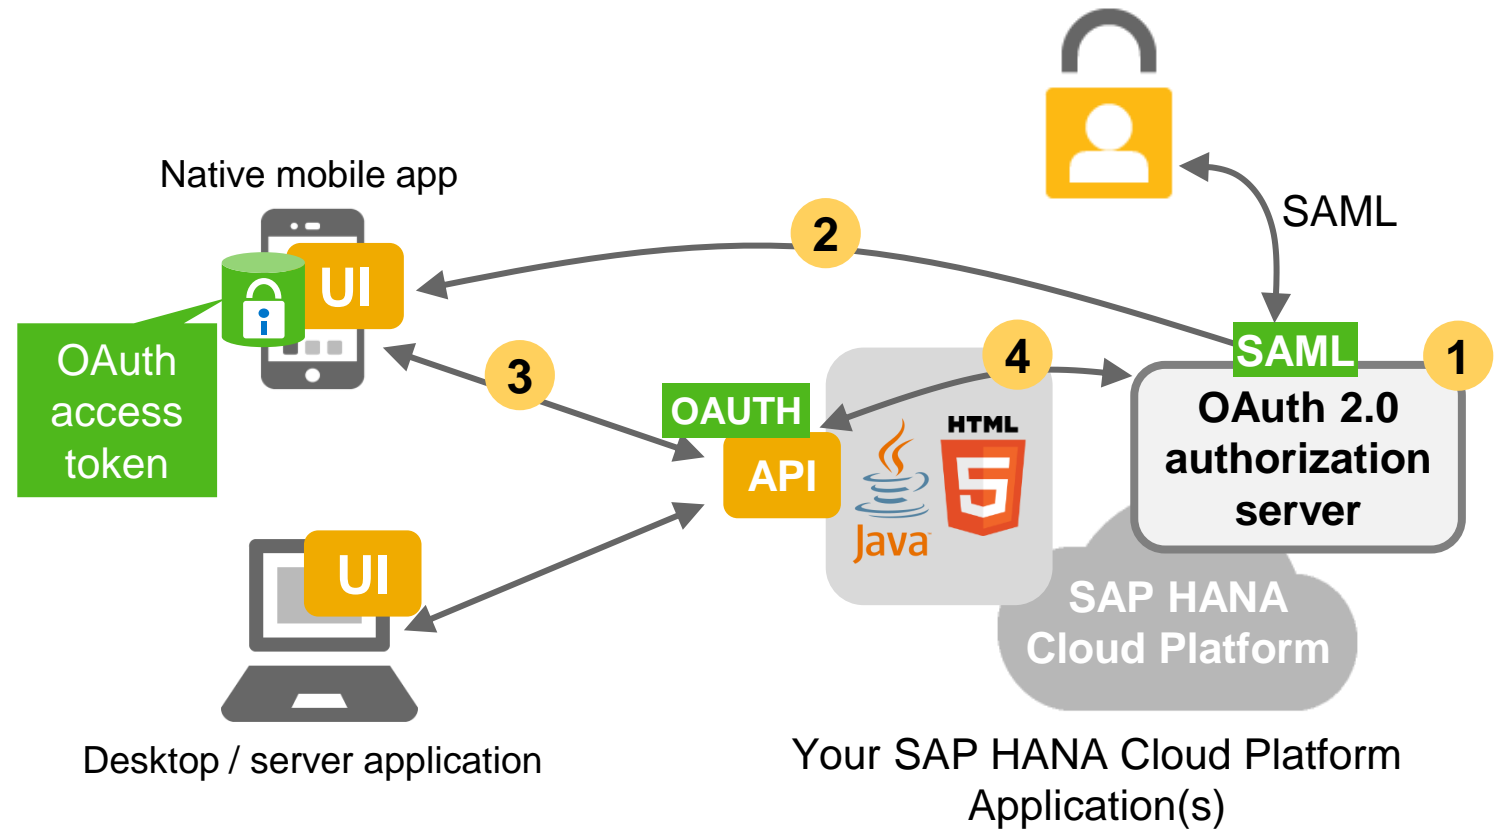 Native mobile app
UI
OAuth
access
token
2
SAML
SAML
1
OAuth 2.0
authorization
server
3
4
OAUTH
API
Java
HTML
5
UI
SAP HANA
Cloud Platform
Desktop / server application
Your SAP HANA Cloud Platform
Application(s)